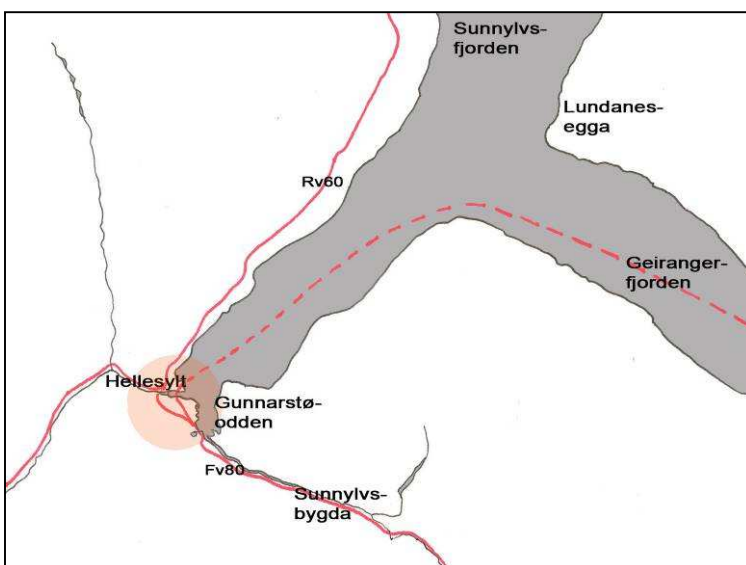 Sunnylvs-
fjorden
Lundanes-
egga
Rv60
Geiranger-
fjorden
Hellesylt
Gunnarstø-
odden
Fv80
Sunnylvs-
bygda